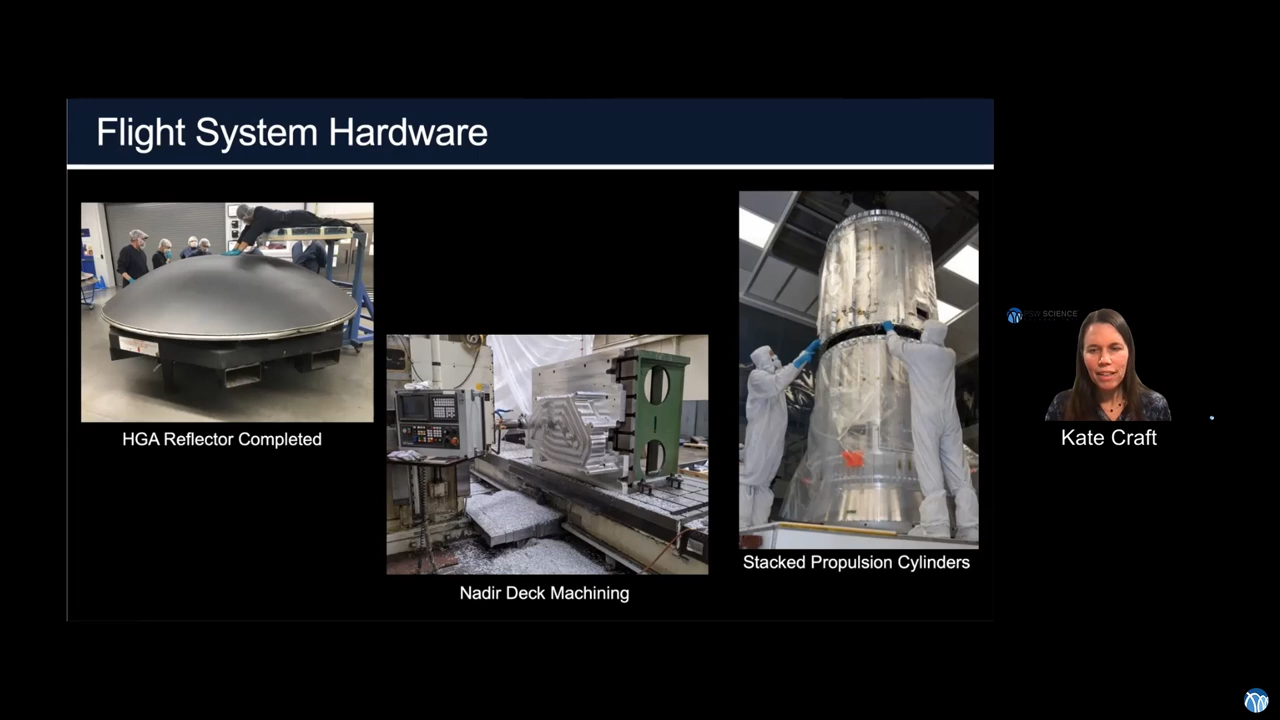 Flight System Hardware
HGA Reflector Completed
Nadir Deck Machining
Stacked Propulsion Cylinders
PSW SCIENCE
Kate Craft